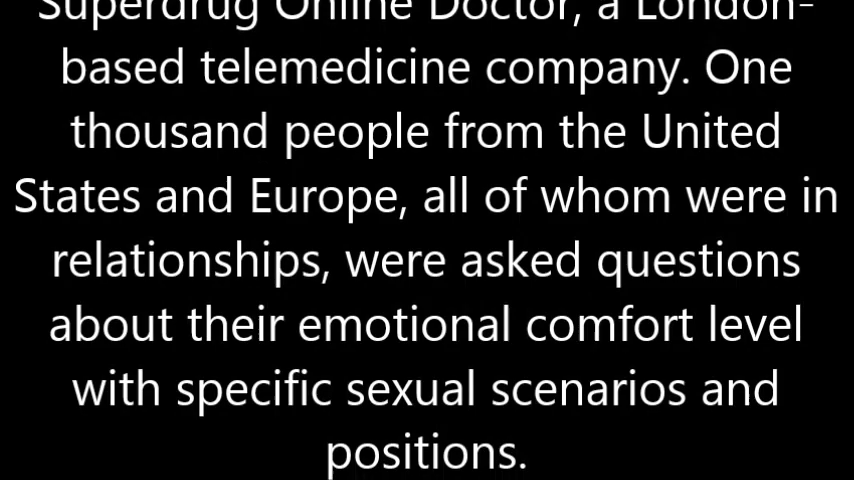 Superdrug Online Doctor, a London-
based telemedicine company. One
thousand people from the United
States and Europe, all of whom were in
relationships, were asked questions
about their emotional comfort level
with specific sexual scenarios and
positions.